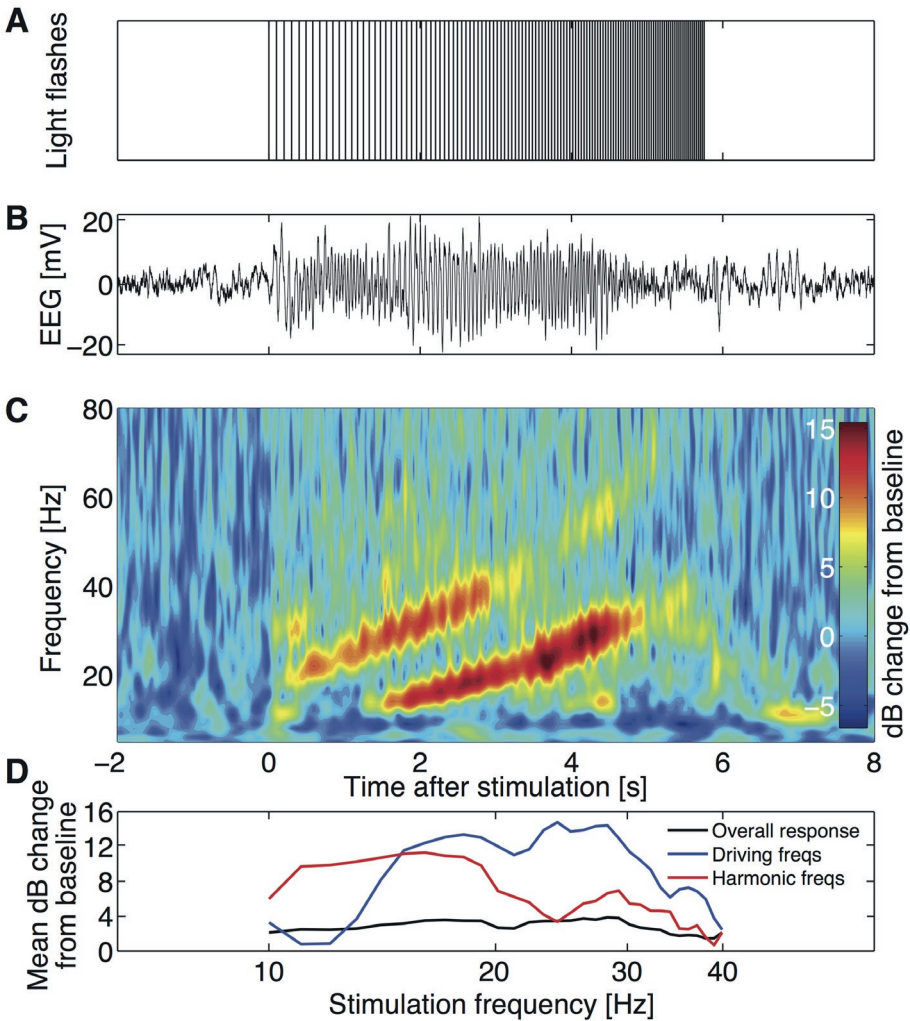 A
Light flashes
B
EEG [mV]
20
0
−20
C
Frequency [Hz]
80
60
40
20
15
10
5
0
−5
dB change from baseline
−2 0 2 4 6 8
Time after stimulation [s]
D
Mean dB change
from baseline
16
12
8
4
0
Overall response
Driving freqs
Harmonic freqs
10 20 30 40
Stimulation frequency [Hz]